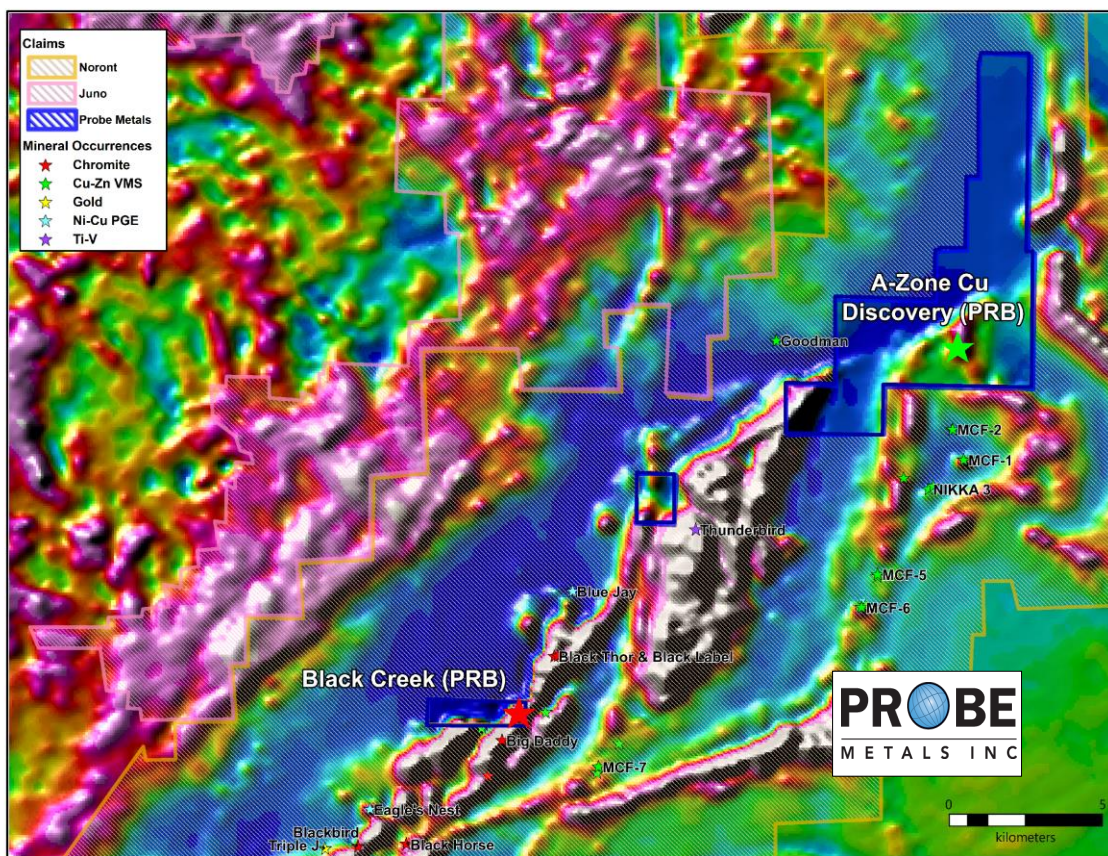 Claims
Noront
Juno
Probe Metals
Mineral Occurrences
Chromite
Cu-Zn VMS
Gold
Ni-Cu PGE
Ti-V
A-Zone Cu
Discovery (PRB)
Goodman
MCF-2
MCF-1
NIKKA 3
Thunderbird
MCF-5
Blue Jay
MCF-6
Black Thor & Black Label
Black Creek (PRB)
Big Daddy
MCF-7
Eagle's Nest
Blackbird
Triple J
Black Horse
PROBE
METALS INC
0 5
kilometers